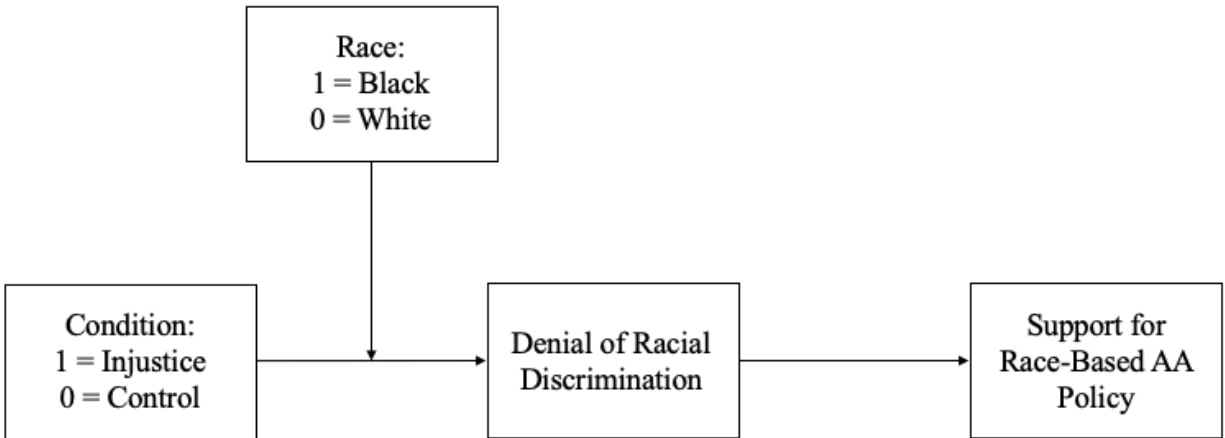 Race:
1 = Black
0 = White
Condition:
1 = Injustice
0 = Control
Denial of Racial
Discrimination
Support for
Race-Based AA
Policy